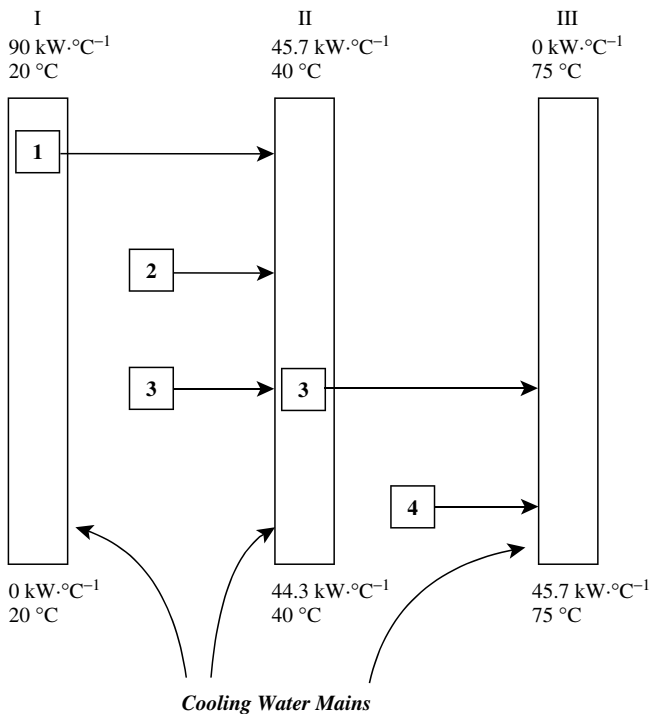 I II III
90 kW·°C⁻¹ 45.7 kW·°C⁻¹ 0 kW·°C⁻¹
20 °C 40 °C 75 °C
1
2
3 3
4
0 kW·°C⁻¹ 44.3 kW·°C⁻¹ 45.7 kW·°C⁻¹
20 °C 40 °C 75 °C
Cooling Water Mains